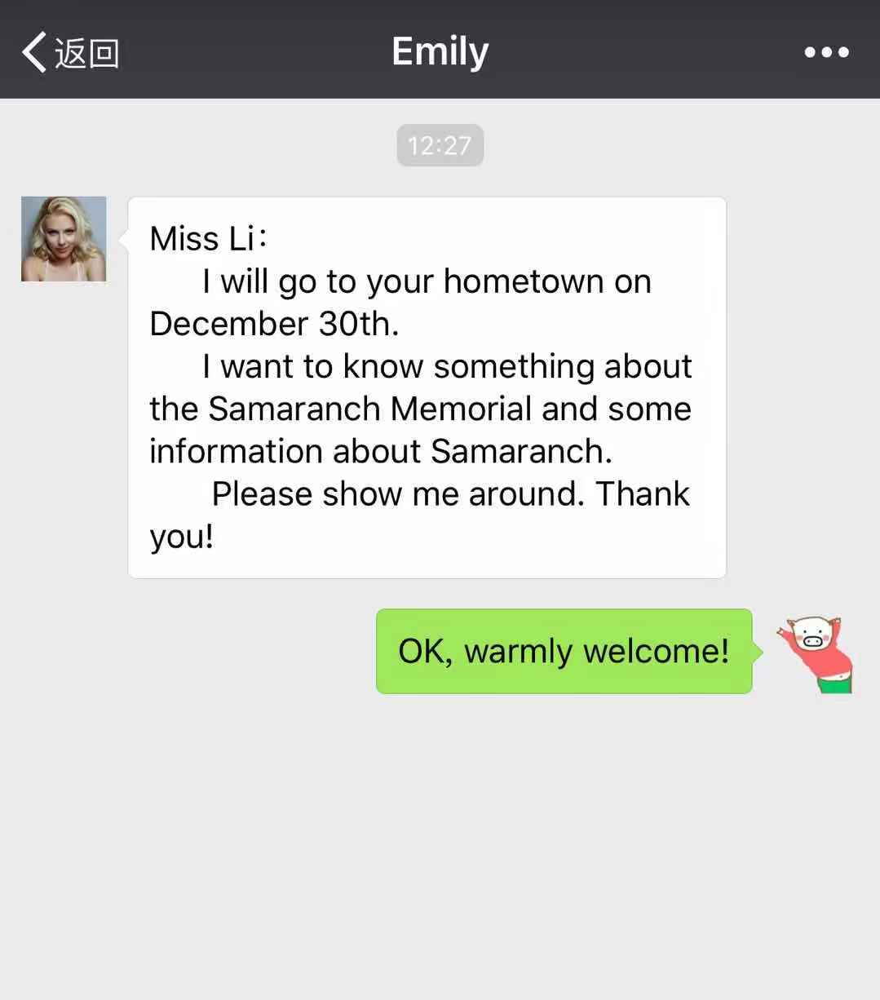 返回
Emily
12:27
Miss Li：
I will go to your hometown on
December 30th.
I want to know something about
the Samaranch Memorial and some
information about Samaranch.
Please show me around. Thank
you!
OK, warmly welcome!